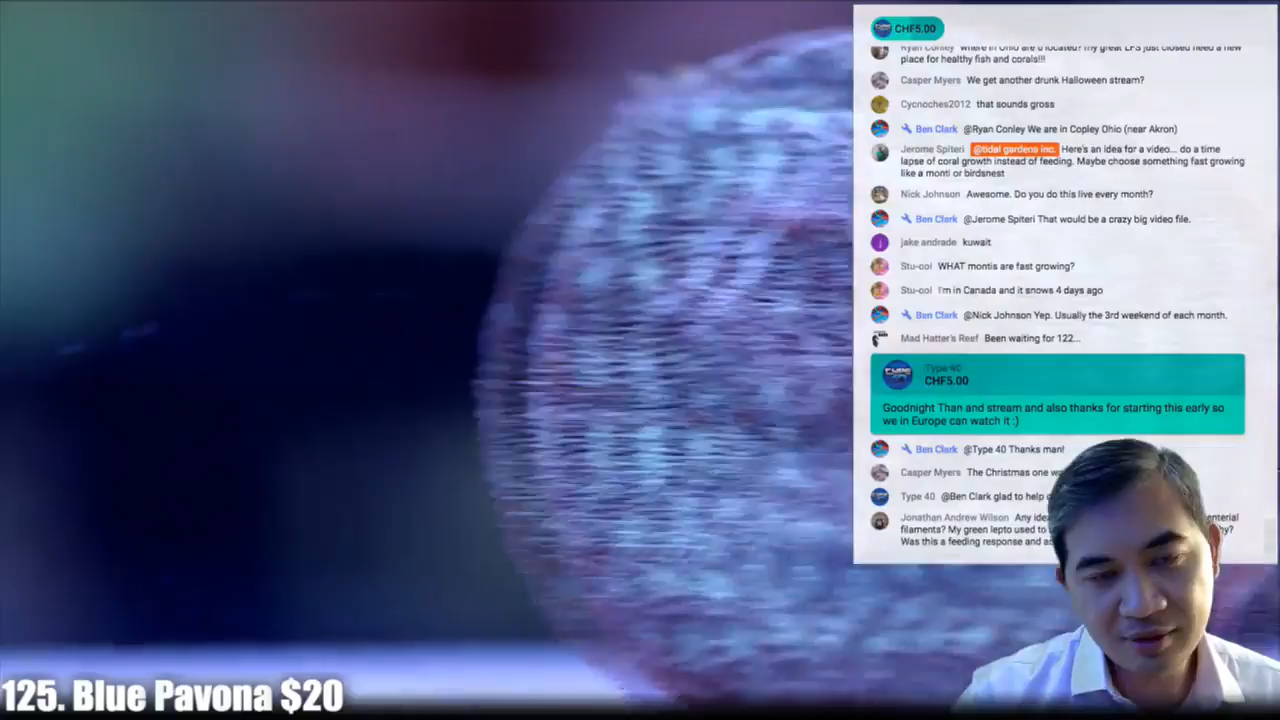 CHF5.00
Ryan Conley where in Ohio are u located? my great LFS just closed need a new
place for healthy fish and corals!!!
Casper Myers We get another drunk Halloween stream?
Cycnoches2012 that sounds gross
Ben Clark @Ryan Conley We are in Copley Ohio (near Akron)
Jerome Spiteri @tidal gardens inc. Here's an idea for a video... do a time
lapse of coral growth instead of feeding. Maybe choose something fast growing
like a monti or birdsnest
Nick Johnson Awesome. Do you do this live every month?
Ben Clark @Jerome Spiteri That would be a crazy big video file.
jake andrade kuwait
Stu-ool WHAT montis are fast growing?
Stu-ool I'm in Canada and it snows 4 days ago
Ben Clark @Nick Johnson Yep. Usually the 3rd weekend of each month.
Mad Hatter's Reef Been waiting for 122...
Type 40
CHF5.00
Goodnight Than and stream and also thanks for starting this early so
we in Europe can watch it :)
Ben Clark @Type 40 Thanks man!
Casper Myers The Christmas one
Type 40 @Ben Clark glad to help
Jonathan Andrew Wilson Any
filaments? My green lepto used to
Was this a feeding response and
125. Blue Pavona $20